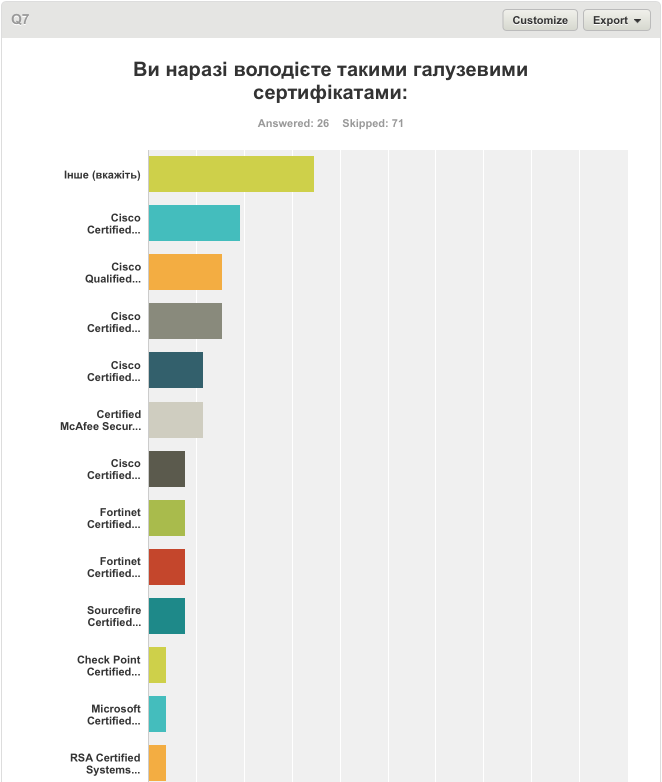 Q7
Customize
Export
Ви наразі володієте такими галузевими
сертифікатами:
Answered: 26 Skipped: 71
Інше (вкажіть)
Cisco
Certified...
Cisco
Qualified...
Cisco
Certified...
Cisco
Certified...
Certified
McAfee Secur...
Cisco
Certified...
Fortinet
Certified...
Fortinet
Certified...
Sourcefire
Certified...
Check Point
Certified...
Microsoft
Certified...
RSA Certified
Systems...